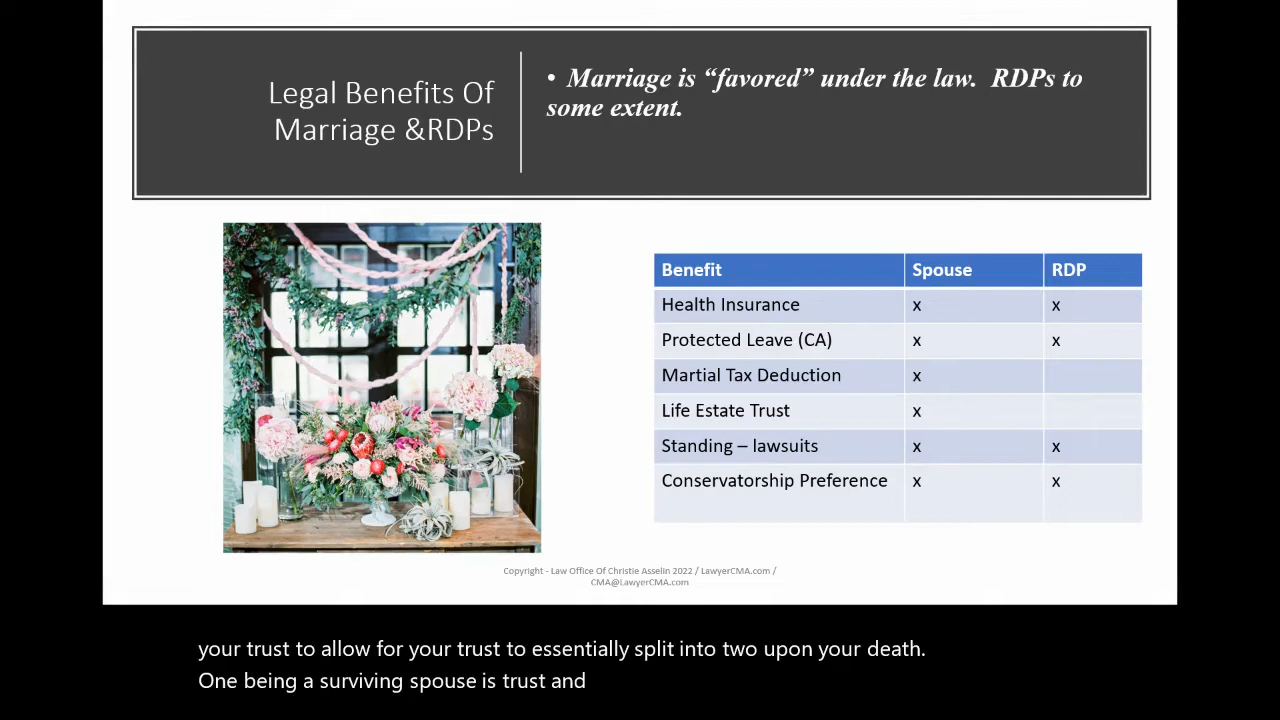 Legal Benefits Of
Marriage &RDPs
• Marriage is “favored” under the law.  RDPs to
some extent.
Benefit Spouse RDP
Health Insurance x x
Protected Leave (CA) x x
Martial Tax Deduction x
Life Estate Trust x
Standing – lawsuits x x
Conservatorship Preference x x
Copyright - Law Office Of Christie Asselin 2022 / LawyerCMA.com /
CMA@LawyerCMA.com
your trust to allow for your trust to essentially split into two upon your death.
One being a surviving spouse is trust and